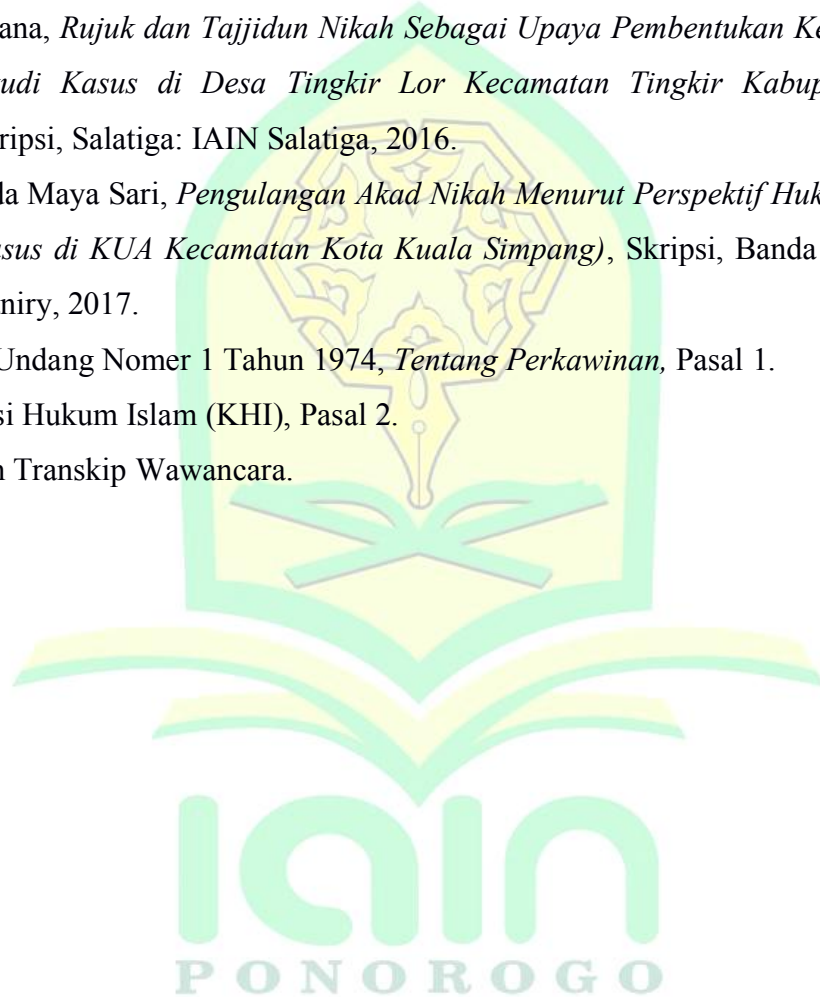 ana, Rujuk dan Tajjidun Nikah Sebagai Upaya Pembentukan Ke
udi Kasus di Desa Tingkir Lor Kecamatan Tingkir Kabup
ripsi, Salatiga: IAIN Salatiga, 2016.
da Maya Sari, Pengulangan Akad Nikah Menurut Perspektif Huk
asus di KUA Kecamatan Kota Kuala Simpang), Skripsi, Banda
niry, 2017.
Undang Nomer 1 Tahun 1974, Tentang Perkawinan, Pasal 1.
si Hukum Islam (KHI), Pasal 2.
n Transkip Wawancara.
iain
PONOROGO